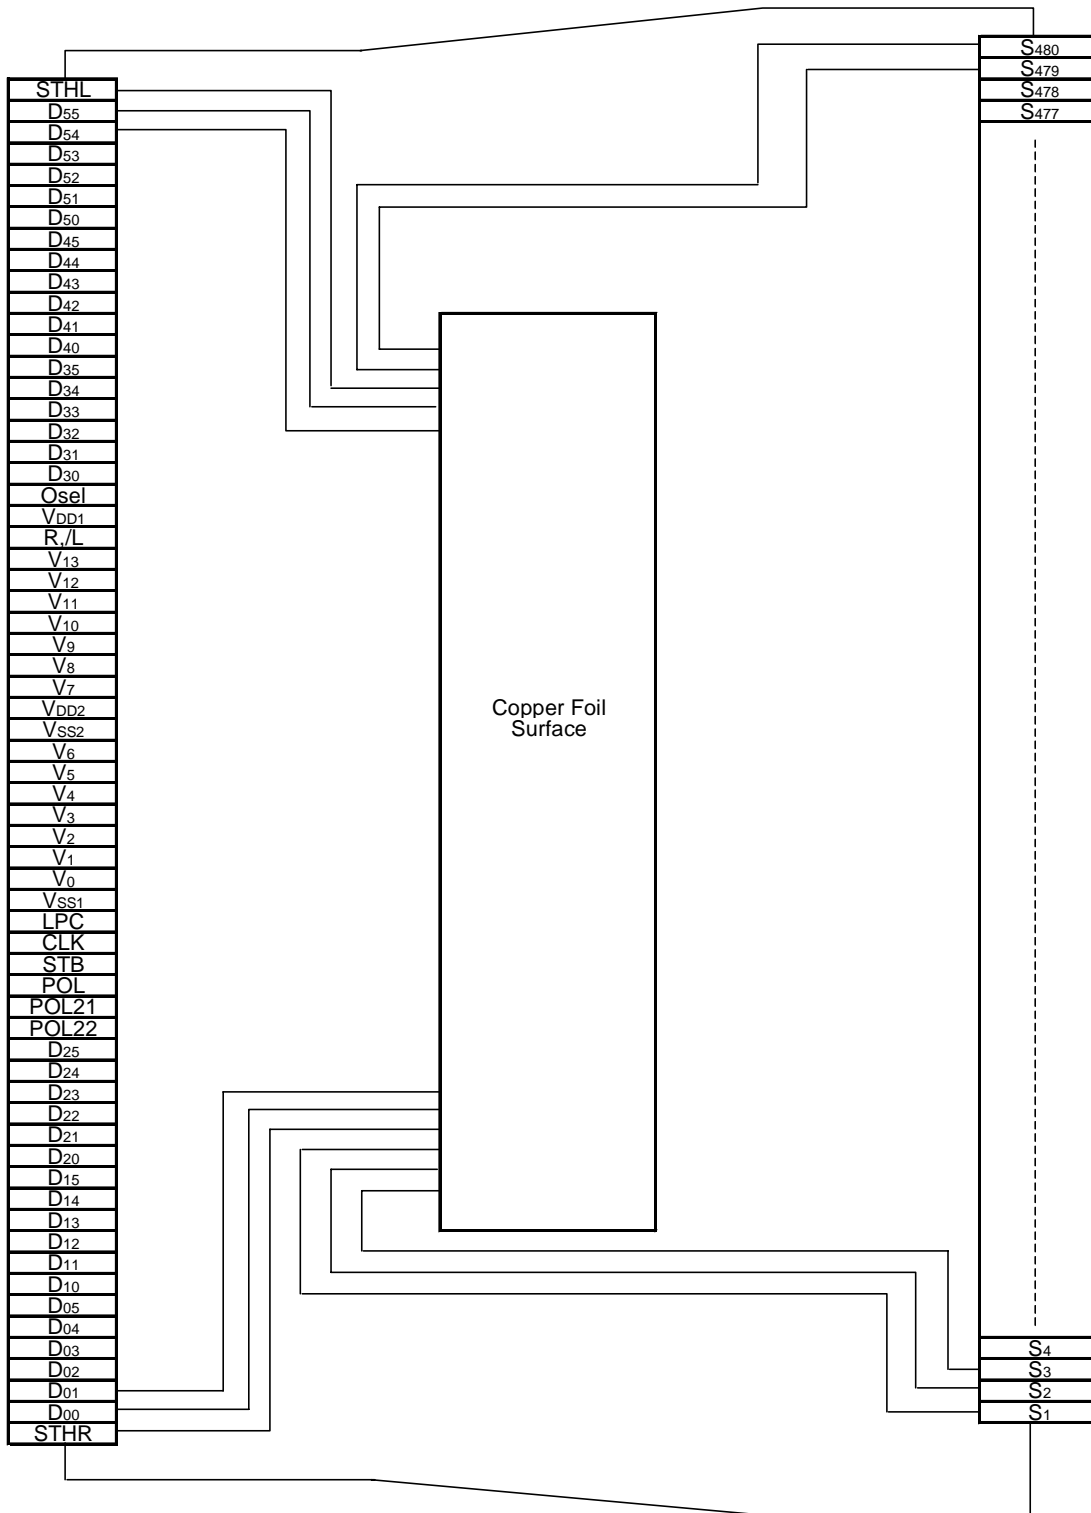 STHL
D55
D54
D53
D52
D51
D50
D45
D44
D43
D42
D41
D40
D35
D34
D33
D32
D31
D30
Osel
VDD1
R,/L
V13
V12
V11
V10
V9
V8
V7
VDD2
VSS2
V6
V5
V4
V3
V2
V1
V0
VSS1
LPC
CLK
STB
POL
POL21
POL22
D25
D24
D23
D22
D21
D20
D15
D14
D13
D12
D11
D10
D05
D04
D03
D02
D01
D00
STHR
Copper Foil
Surface
S480
S479
S478
S477
S4
S3
S2
S1